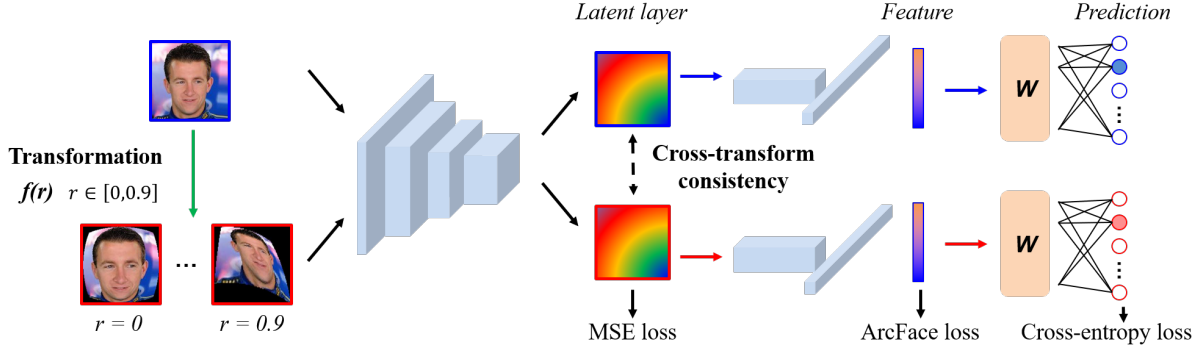 Latent layer
Feature
Prediction
Transformation
f(r) r ∈ [0,0.9]
Cross-transform
consistency
W
W
...
r = 0
r = 0.9
MSE loss
ArcFace loss
Cross-entropy loss